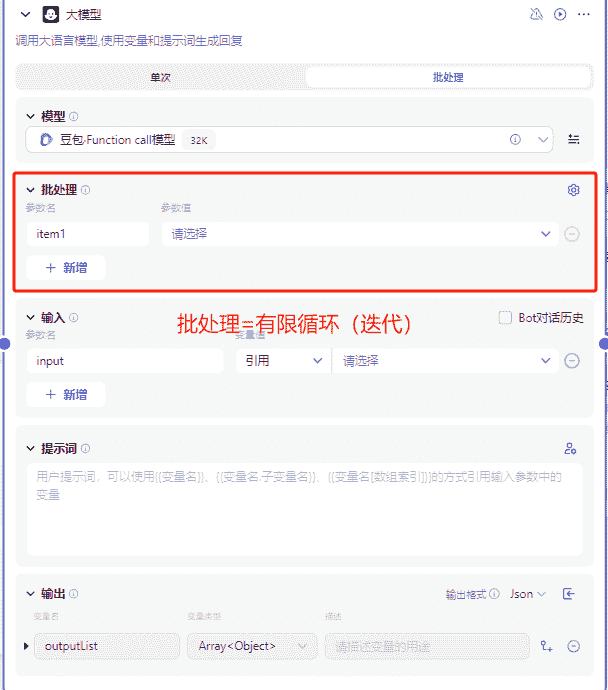 大模型
调用大语言模型,使用变量和提示词生成回复
单次 批处理
模型
豆包·Function call模型 32K
批处理
参数名 参数值
item1 请选择
+ 新增
输入 Bot对话历史
批处理=有限循环（迭代）
参数名 变量值
input 引用 请选择
+ 新增
提示词
用户提示词，可以使用{{变量名}}、{{变量名.子变量名}}、{{变量名[数组索引]}}的方式引用输入参数中的
变量
输出 输出格式 Json
变量名 变量类型 描述
outputList Array<Object> 请描述变量的用途